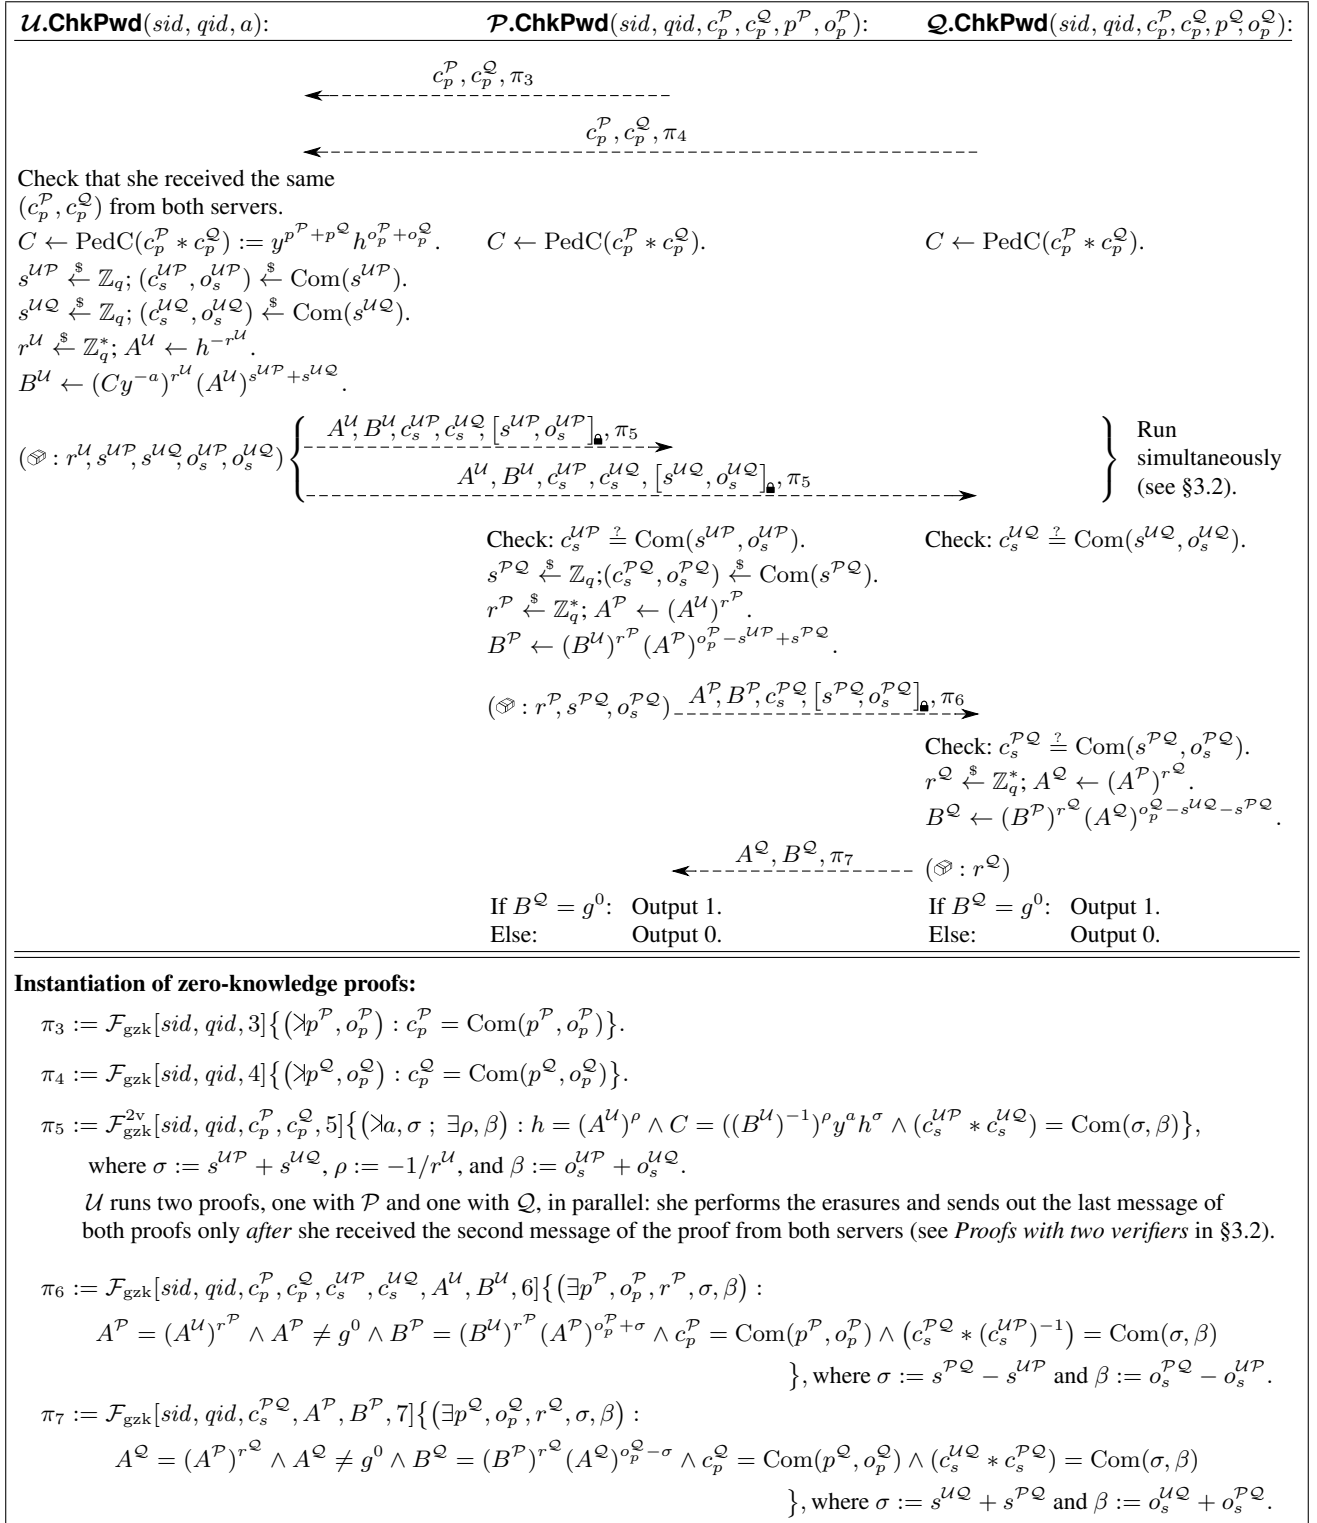 𝒰.ChkPwd(sid, qid, a): 𝒫.ChkPwd(sid, qid, c_p^𝒫, c_p^𝒬, p^𝒫, o_p^𝒫): 𝒬.ChkPwd(sid, qid, c_p^𝒫, c_p^𝒬, p^𝒬, o_p^𝒬):
c_p^𝒫, c_p^𝒬, π_3
c_p^𝒫, c_p^𝒬, π_4
Check that she received the same
(c_p^𝒫, c_p^𝒬) from both servers.
C ← PedC(c_p^𝒫 * c_p^𝒬) := y^{p^𝒫+p^𝒬} h^{o_p^𝒫+o_p^𝒬}. C ← PedC(c_p^𝒫 * c_p^𝒬). C ← PedC(c_p^𝒫 * c_p^𝒬).
s^{𝒰𝒫} ←$ ℤ_q; (c_s^{𝒰𝒫}, o_s^{𝒰𝒫}) ←$ Com(s^{𝒰𝒫}).
s^{𝒰𝒬} ←$ ℤ_q; (c_s^{𝒰𝒬}, o_s^{𝒰𝒬}) ←$ Com(s^{𝒰𝒬}).
r^𝒰 ←$ ℤ_q^*; A^𝒰 ← h^{-r^𝒰}.
B^𝒰 ← (Cy^{-a})^{r^𝒰} (A^𝒰)^{s^{𝒰𝒫}+s^{𝒰𝒬}}.
A^𝒰, B^𝒰, c_s^{𝒰𝒫}, c_s^{𝒰𝒬}, [s^{𝒰𝒫}, o_s^{𝒰𝒫}]_🔒, π_5
(✐ : r^𝒰, s^{𝒰𝒫}, s^{𝒰𝒬}, o_s^{𝒰𝒫}, o_s^{𝒰𝒬})
A^𝒰, B^𝒰, c_s^{𝒰𝒫}, c_s^{𝒰𝒬}, [s^{𝒰𝒬}, o_s^{𝒰𝒬}]_🔒, π_5
Run
simultaneously
(see §3.2).
Check: c_s^{𝒰𝒫} ≟ Com(s^{𝒰𝒫}, o_s^{𝒰𝒫}). Check: c_s^{𝒰𝒬} ≟ Com(s^{𝒰𝒬}, o_s^{𝒰𝒬}).
s^{𝒫𝒬} ←$ ℤ_q;(c_s^{𝒫𝒬}, o_s^{𝒫𝒬}) ←$ Com(s^{𝒫𝒬}).
r^𝒫 ←$ ℤ_q^*; A^𝒫 ← (A^𝒰)^{r^𝒫}.
B^𝒫 ← (B^𝒰)^{r^𝒫} (A^𝒫)^{o_p^𝒫-s^{𝒰𝒫}+s^{𝒫𝒬}}.
(✐ : r^𝒫, s^{𝒫𝒬}, o_s^{𝒫𝒬}) A^𝒫, B^𝒫, c_s^{𝒫𝒬}, [s^{𝒫𝒬}, o_s^{𝒫𝒬}]_🔒, π_6
Check: c_s^{𝒫𝒬} ≟ Com(s^{𝒫𝒬}, o_s^{𝒫𝒬}).
r^𝒬 ←$ ℤ_q^*; A^𝒬 ← (A^𝒫)^{r^𝒬}.
B^𝒬 ← (B^𝒫)^{r^𝒬} (A^𝒬)^{o_p^𝒬-s^{𝒰𝒬}-s^{𝒫𝒬}}.
A^𝒬, B^𝒬, π_7 (✐ : r^𝒬)
If B^𝒬 = g^0: Output 1. If B^𝒬 = g^0: Output 1.
Else: Output 0. Else: Output 0.
Instantiation of zero-knowledge proofs:
π_3 := ℱ_gzk[sid, qid, 3]{(⋋p^𝒫, o_p^𝒫) : c_p^𝒫 = Com(p^𝒫, o_p^𝒫)}.
π_4 := ℱ_gzk[sid, qid, 4]{(⋋p^𝒬, o_p^𝒬) : c_p^𝒬 = Com(p^𝒬, o_p^𝒬)}.
π_5 := ℱ_gzk^{2v}[sid, qid, c_p^𝒫, c_p^𝒬, 5]{(⋋a, σ ; ∃ρ, β) : h = (A^𝒰)^ρ ∧ C = ((B^𝒰)^{-1})^ρ y^a h^σ ∧ (c_s^{𝒰𝒫} * c_s^{𝒰𝒬}) = Com(σ, β)},
where σ := s^{𝒰𝒫} + s^{𝒰𝒬}, ρ := -1/r^𝒰, and β := o_s^{𝒰𝒫} + o_s^{𝒰𝒬}.
𝒰 runs two proofs, one with 𝒫 and one with 𝒬, in parallel: she performs the erasures and sends out the last message of
both proofs only after she received the second message of the proof from both servers (see Proofs with two verifiers in §3.2).
π_6 := ℱ_gzk[sid, qid, c_p^𝒫, c_p^𝒬, c_s^{𝒰𝒫}, c_s^{𝒰𝒬}, A^𝒰, B^𝒰, 6]{(∃p^𝒫, o_p^𝒫, r^𝒫, σ, β) :
A^𝒫 = (A^𝒰)^{r^𝒫} ∧ A^𝒫 ≠ g^0 ∧ B^𝒫 = (B^𝒰)^{r^𝒫} (A^𝒫)^{o_p^𝒫+σ} ∧ c_p^𝒫 = Com(p^𝒫, o_p^𝒫) ∧ (c_s^{𝒫𝒬} * (c_s^{𝒰𝒫})^{-1}) = Com(σ, β)
}, where σ := s^{𝒫𝒬} - s^{𝒰𝒫} and β := o_s^{𝒫𝒬} - o_s^{𝒰𝒫}.
π_7 := ℱ_gzk[sid, qid, c_s^{𝒫𝒬}, A^𝒫, B^𝒫, 7]{(∃p^𝒬, o_p^𝒬, r^𝒬, σ, β) :
A^𝒬 = (A^𝒫)^{r^𝒬} ∧ A^𝒬 ≠ g^0 ∧ B^𝒬 = (B^𝒫)^{r^𝒬} (A^𝒬)^{o_p^𝒬-σ} ∧ c_p^𝒬 = Com(p^𝒬, o_p^𝒬) ∧ (c_s^{𝒰𝒬} * c_s^{𝒫𝒬}) = Com(σ, β)
}, where σ := s^{𝒰𝒬} + s^{𝒫𝒬} and β := o_s^{𝒰𝒬} + o_s^{𝒫𝒬}.